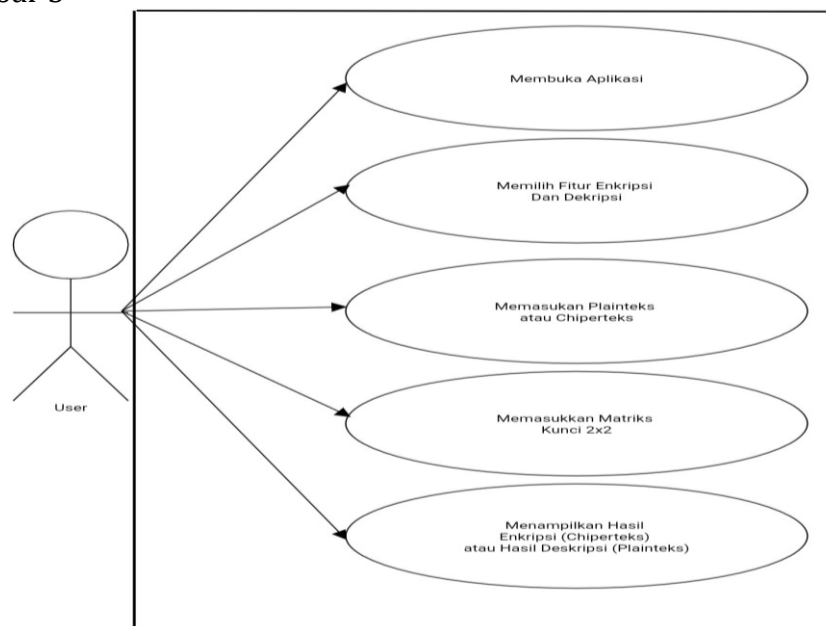 Membuka Aplikasi
Memilih Fitur Enkripsi
Dan Dekripsi
Memasukan Plainteks
atau Chiperteks
User
Memasukkan Matriks
Kunci 2x2
Menampilkan Hasil
Enkripsi (Chiperteks)
atau Hasil Deskripsi (Plainteks)